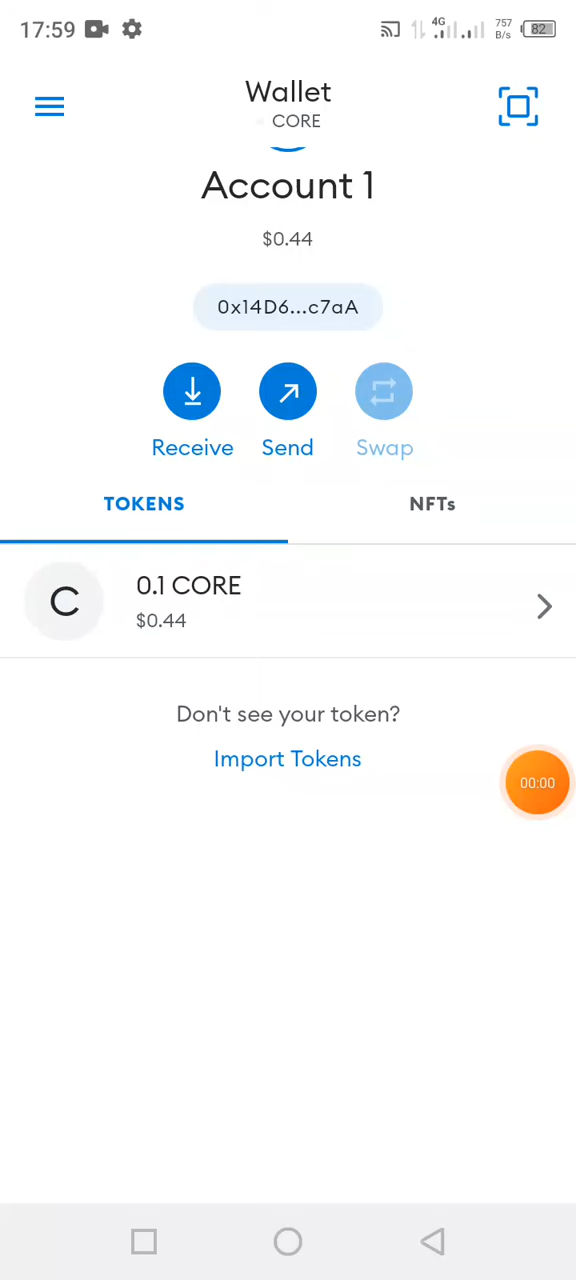 17:59 4G 757 B/s 82
Wallet
CORE
Account 1
$0.44
0x14D6...c7aA
Receive Send Swap
TOKENS NFTs
C 0.1 CORE
$0.44
Don't see your token?
Import Tokens
00:00